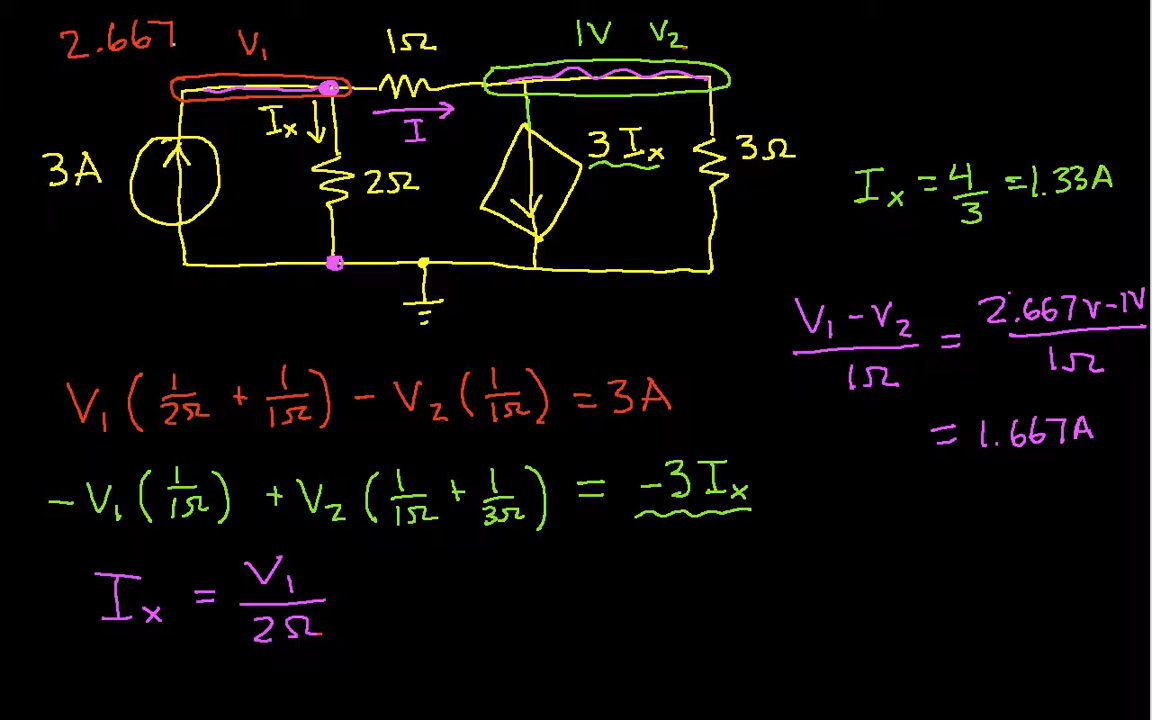 2.667 V₁ 1Ω 1V V₂
Iₓ I
3A 2Ω 3Iₓ 3Ω
Iₓ = 4/3 = 1.33A
(V₁ - V₂)/1Ω = (2.667V-1V)/1Ω
= 1.667A
V₁(1/2Ω + 1/1Ω) - V₂(1/1Ω) = 3A
-V₁(1/1Ω) + V₂(1/1Ω + 1/3Ω) = -3Iₓ
Iₓ = V₁/2Ω